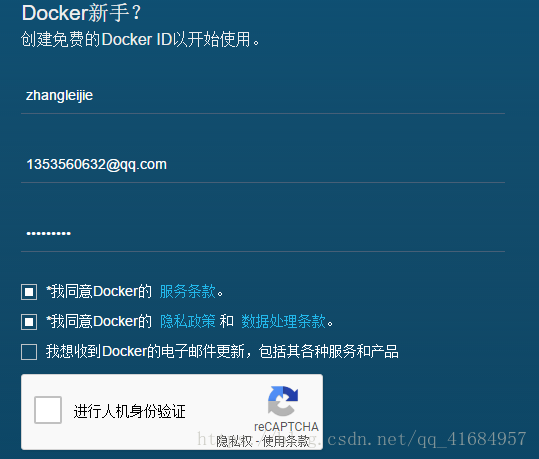 Docker新手？
创建免费的Docker ID以开始使用。
zhangleijie
1353560632@qq.com
•••••••••
*我同意Docker的 服务条款。
*我同意Docker的 隐私政策 和 数据处理条款。
我想收到Docker的电子邮件更新，包括其各种服务和产品
进行人机身份验证
reCAPTCHA
隐私权 - 使用条款
csdn.net/qq_41684957